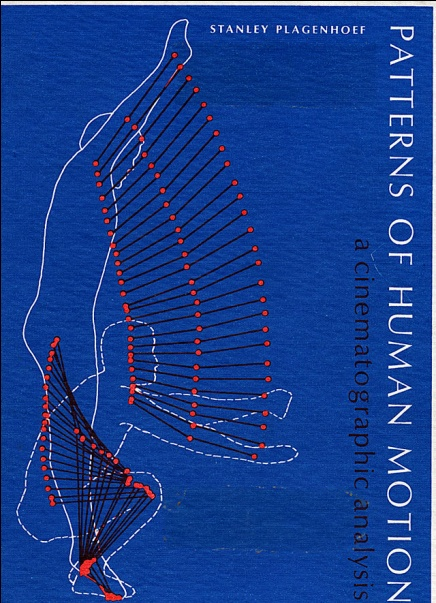 STANLEY PLAGENHOEF
PATTERNS OF HUMAN MOTION
a cinematographic analysis